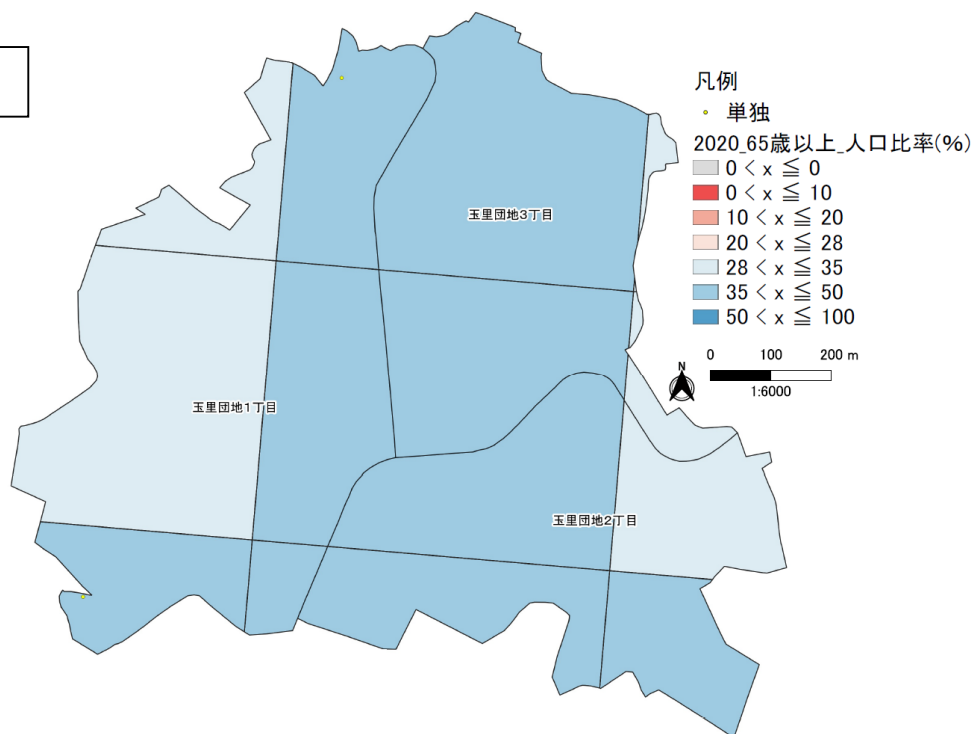 凡例
単独
2020_65歳以上_人口比率(%)
0 < x ≦ 0
0 < x ≦ 10
10 < x ≦ 20
20 < x ≦ 28
28 < x ≦ 35
35 < x ≦ 50
50 < x ≦ 100
0 100 200 m
N
1:6000
玉里団地3丁目
玉里団地1丁目
玉里団地2丁目